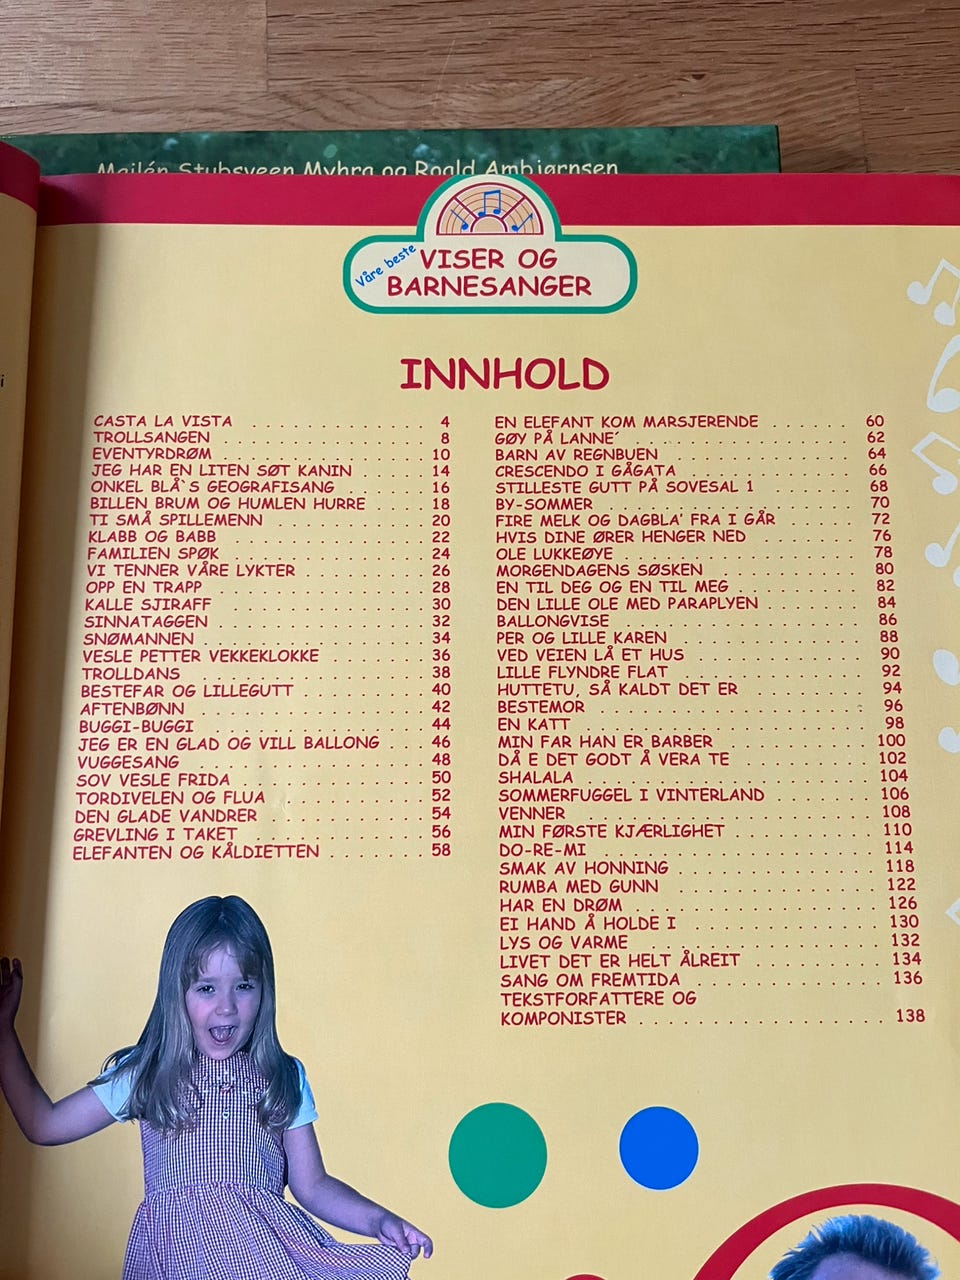 Mailén Stubsveen Myhra og Roald Ambjørnsen
Våre beste
VISER OG
BARNESANGER
INNHOLD
CASTA LA VISTA . . . . . . . . . . . . 4
TROLLSANGEN . . . . . . . . . . . . . 8
EVENTYRDRØM . . . . . . . . . . . . . 10
JEG HAR EN LITEN SØT KANIN . . . . . 14
ONKEL BLÅ`S GEOGRAFISANG . . . . . 16
BILLEN BRUM OG HUMLEN HURRE . . . . 18
TI SMÅ SPILLEMENN . . . . . . . . . . 20
KLABB OG BABB . . . . . . . . . . . . . 22
FAMILIEN SPØK . . . . . . . . . . . . . 24
VI TENNER VÅRE LYKTER . . . . . . . . 26
OPP EN TRAPP . . . . . . . . . . . . . 28
KALLE SJIRAFF . . . . . . . . . . . . . 30
SINNATAGGEN . . . . . . . . . . . . . 32
SNØMANNEN . . . . . . . . . . . . . . 34
VESLE PETTER VEKKEKLOKKE . . . . . . 36
TROLLDANS . . . . . . . . . . . . . . . 38
BESTEFAR OG LILLEGUTT . . . . . . . . 40
AFTENBØNN . . . . . . . . . . . . . . . 42
BUGGI-BUGGI . . . . . . . . . . . . . . 44
JEG ER EN GLAD OG VILL BALLONG . . . 46
VUGGESANG . . . . . . . . . . . . . . . 48
SOV VESLE FRIDA . . . . . . . . . . . . 50
TORDIVELEN OG FLUA . . . . . . . . . . 52
DEN GLADE VANDRER . . . . . . . . . . 54
GREVLING I TAKET . . . . . . . . . . . 56
ELEFANTEN OG KÅLDIETTEN . . . . . . . 58
EN ELEFANT KOM MARSJERENDE . . . . . 60
GØY PÅ LANNE´ . . . . . . . . . . . . . 62
BARN AV REGNBUEN . . . . . . . . . . . 64
CRESCENDO I GÅGATA . . . . . . . . . . 66
STILLESTE GUTT PÅ SOVESAL 1 . . . . . 68
BY-SOMMER . . . . . . . . . . . . . . . 70
FIRE MELK OG DAGBLA' FRA I GÅR . . . . 72
HVIS DINE ØRER HENGER NED . . . . . . . 76
OLE LUKKEØYE . . . . . . . . . . . . . . 78
MORGENDAGENS SØSKEN . . . . . . . . . 80
EN TIL DEG OG EN TIL MEG . . . . . . . . 82
DEN LILLE OLE MED PARAPLYEN . . . . . . 84
BALLONGVISE . . . . . . . . . . . . . . . 86
PER OG LILLE KAREN . . . . . . . . . . . 88
VED VEIEN LÅ ET HUS . . . . . . . . . . 90
LILLE FLYNDRE FLAT . . . . . . . . . . . 92
HUTTETU, SÅ KALDT DET ER . . . . . . . 94
BESTEMOR . . . . . . . . . . . . . . . . 96
EN KATT . . . . . . . . . . . . . . . . . 98
MIN FAR HAN ER BARBER . . . . . . . . . 100
DÅ E DET GODT Å VERA TE . . . . . . . . 102
SHALALA . . . . . . . . . . . . . . . . . 104
SOMMERFUGGEL I VINTERLAND . . . . . . 106
VENNER . . . . . . . . . . . . . . . . . . 108
MIN FØRSTE KJÆRLIGHET . . . . . . . . . 110
DO-RE-MI . . . . . . . . . . . . . . . . . 114
SMAK AV HONNING . . . . . . . . . . . . 118
RUMBA MED GUNN . . . . . . . . . . . . 122
HAR EN DRØM . . . . . . . . . . . . . . 126
EI HAND Å HOLDE I . . . . . . . . . . . 130
LYS OG VARME . . . . . . . . . . . . . . 132
LIVET DET ER HELT ÅLREIT . . . . . . . . 134
SANG OM FREMTIDA . . . . . . . . . . . 136
TEKSTFORFATTERE OG
KOMPONISTER . . . . . . . . . . . . . . . 138